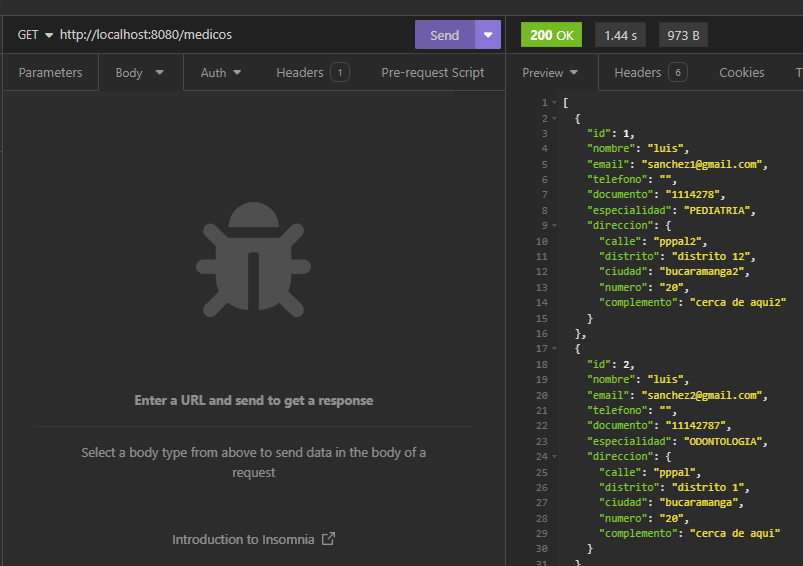 GET http://localhost:8080/medicos Send 200 OK 1.44 s 973 B
Parameters Body Auth Headers 1 Pre-request Script Preview Headers 6 Cookies T
1 [
2 {
3 "id": 1,
4 "nombre": "luis",
5 "email": "sanchez1@gmail.com",
6 "telefono": "",
7 "documento": "1114278",
8 "especialidad": "PEDIATRIA",
9 "direccion": {
10 "calle": "pppal2",
11 "distrito": "distrito 12",
12 "ciudad": "bucaramanga2",
13 "numero": "20",
14 "complemento": "cerca de aqui2"
15 }
16 },
17 {
18 "id": 2,
19 "nombre": "luis",
20 "email": "sanchez2@gmail.com",
21 "telefono": "",
22 "documento": "11142787",
23 "especialidad": "ODONTOLOGIA",
24 "direccion": {
25 "calle": "pppal",
26 "distrito": "distrito 1",
27 "ciudad": "bucaramanga",
28 "numero": "20",
29 "complemento": "cerca de aqui"
30 }
31 }
Enter a URL and send to get a response
Select a body type from above to send data in the body of a
request
Introduction to Insomnia